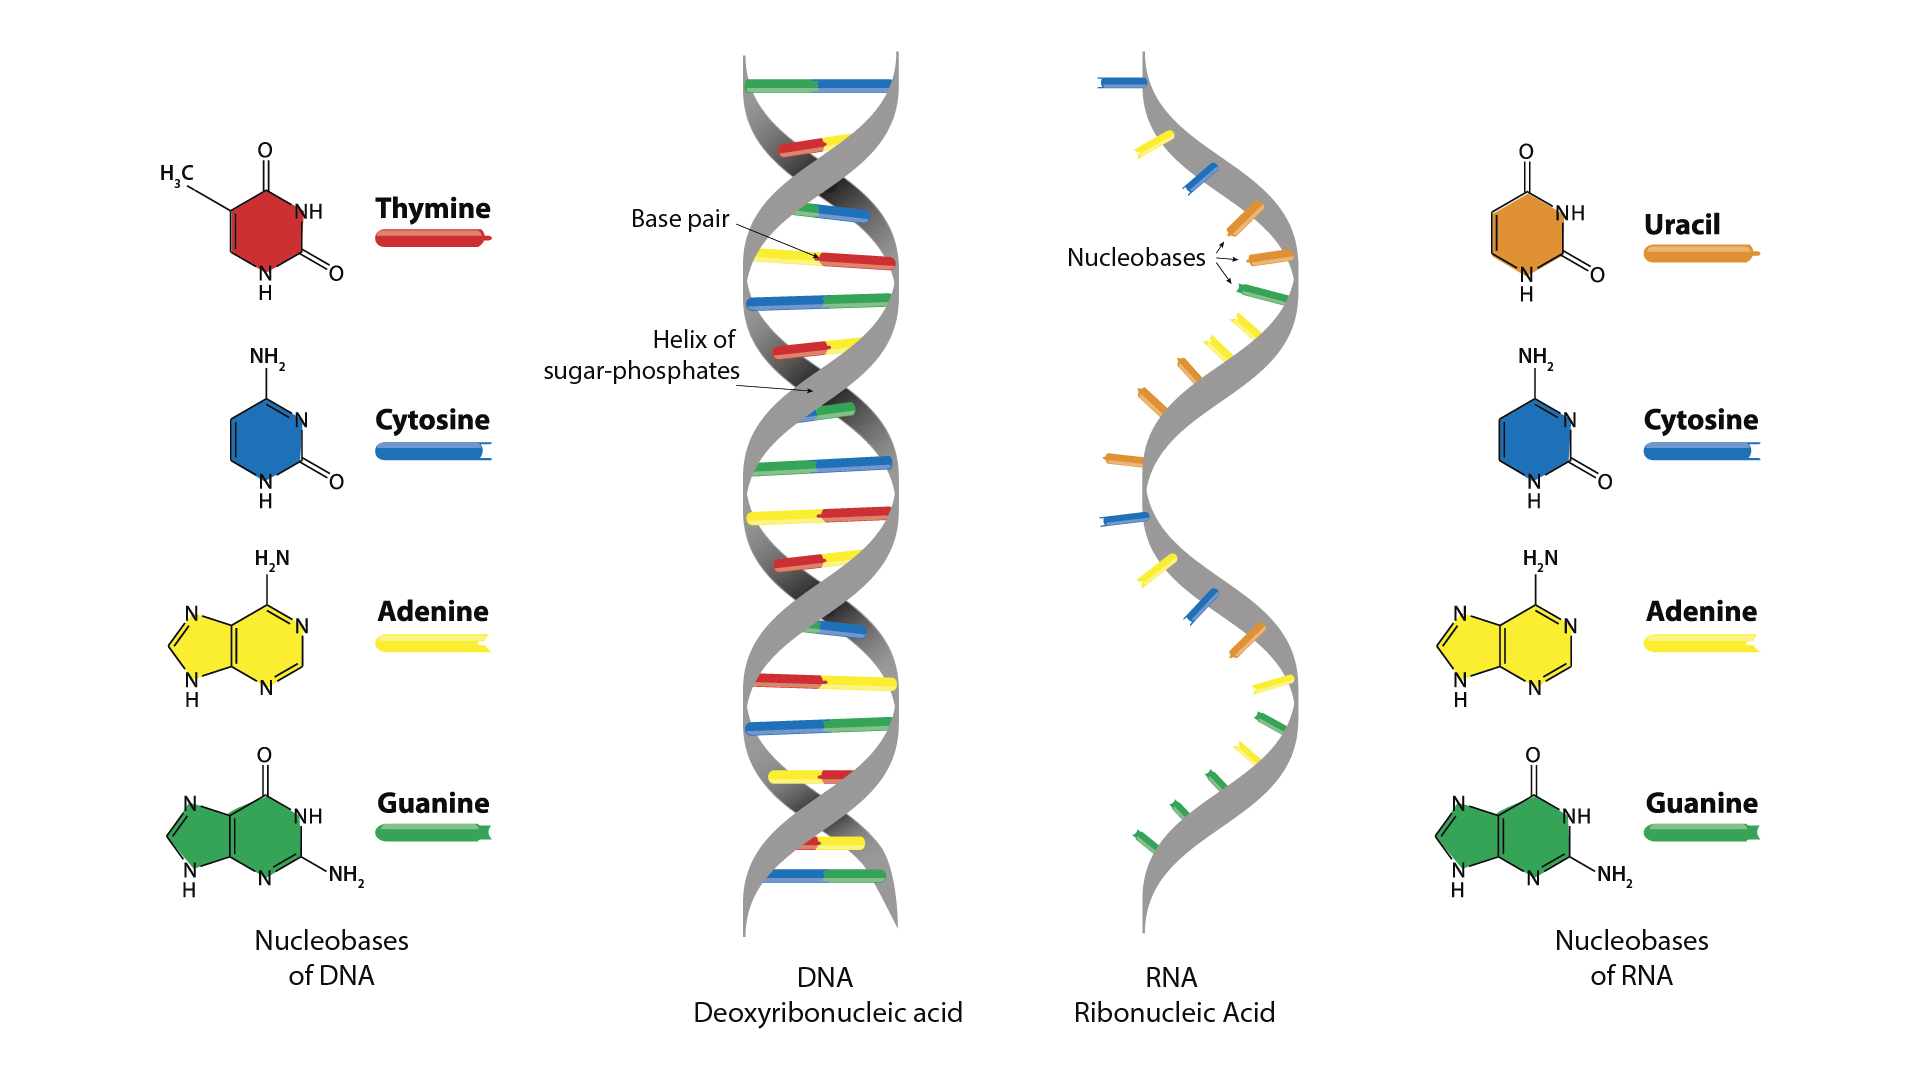 O
H3C
NH
Thymine
N
H
O
NH2
N
Cytosine
N
H
O
H2N
N
N
Adenine
N
H
N
O
N
NH
Guanine
N
H
N
NH2
Nucleobases
of DNA
Base pair
Helix of
sugar-phosphates
DNA
Deoxyribonucleic acid
Nucleobases
RNA
Ribonucleic Acid
O
NH
Uracil
N
H
O
NH2
N
Cytosine
N
H
O
H2N
N
N
Adenine
N
H
N
O
N
NH
Guanine
N
H
N
NH2
Nucleobases
of RNA